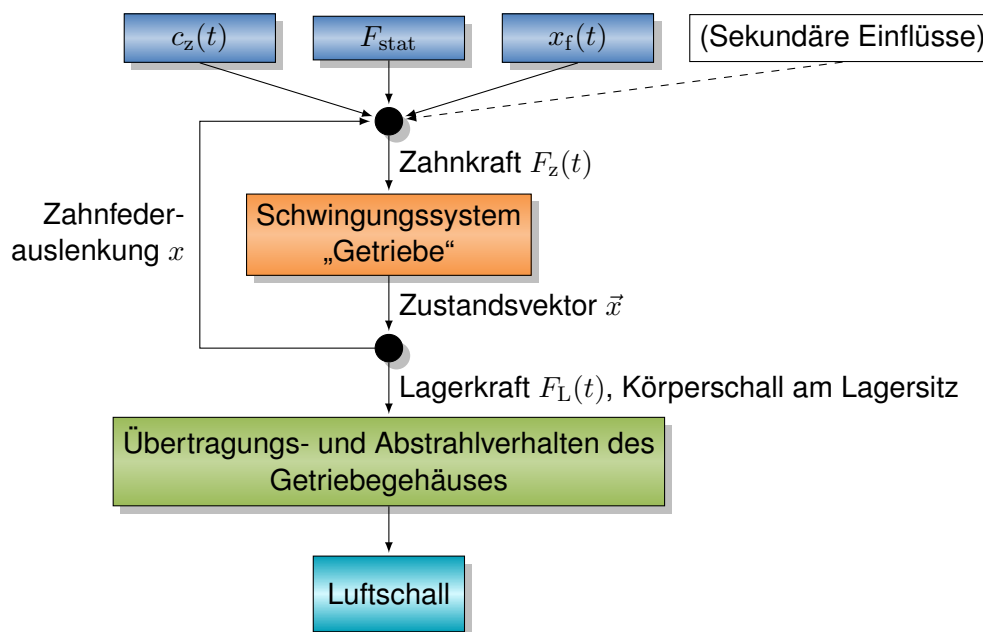 c_z(t)
F_stat
x_f(t)
(Sekundäre Einflüsse)
Zahnkraft F_z(t)
Zahnfeder-
auslenkung x
Schwingungssystem
„Getriebe“
Zustandsvektor \vec{x}
Lagerkraft F_L(t), Körperschall am Lagersitz
Übertragungs- und Abstrahlverhalten des
Getriebegehäuses
Luftschall